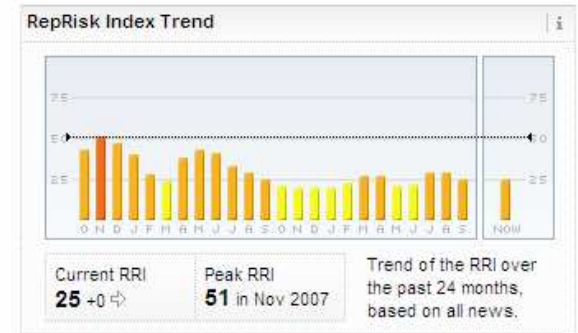 RepRisk Index Trend
i
75
75
50
50
25
25
O N D J F M A M J J A S O N D J F M A M J J A S
NOW
Current RRI
25 +0
Peak RRI
51 in Nov 2007
Trend of the RRI over
the past 24 months,
based on all news.